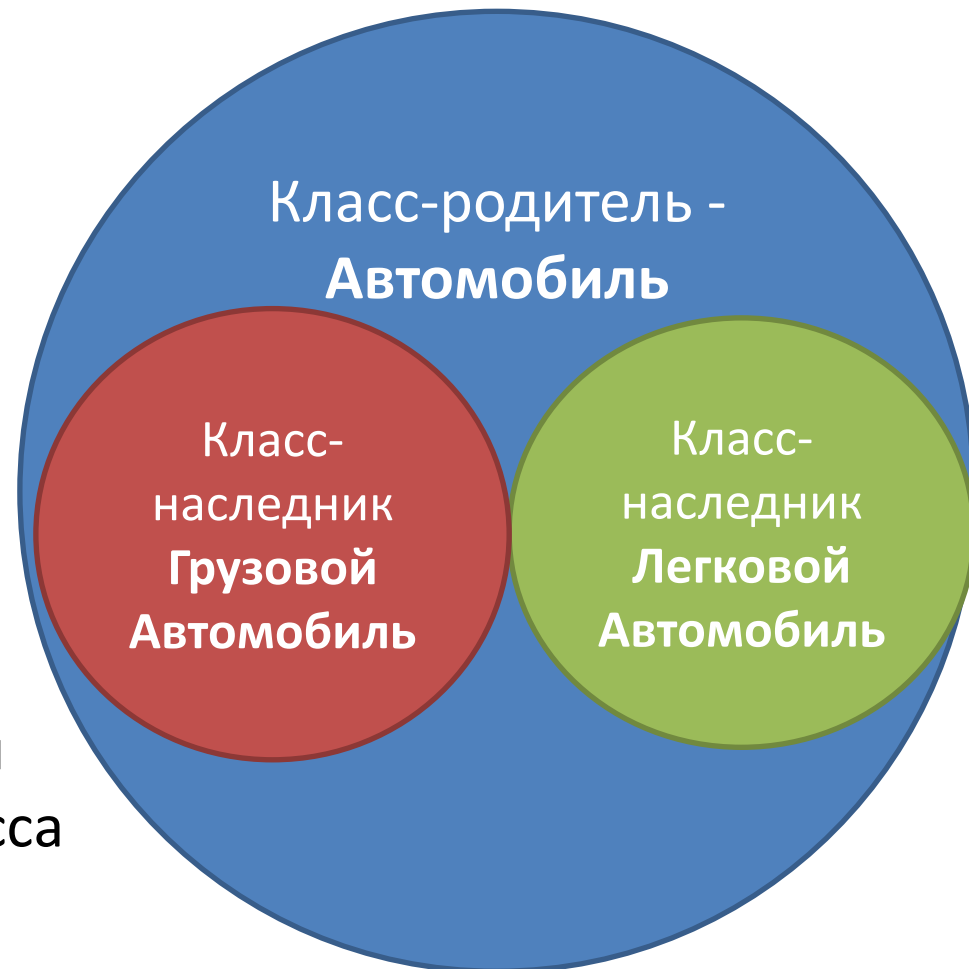 Класс-родитель -
Автомобиль
Класс-
наследник
Грузовой
Автомобиль
Класс-
наследник
Легковой
Автомобиль